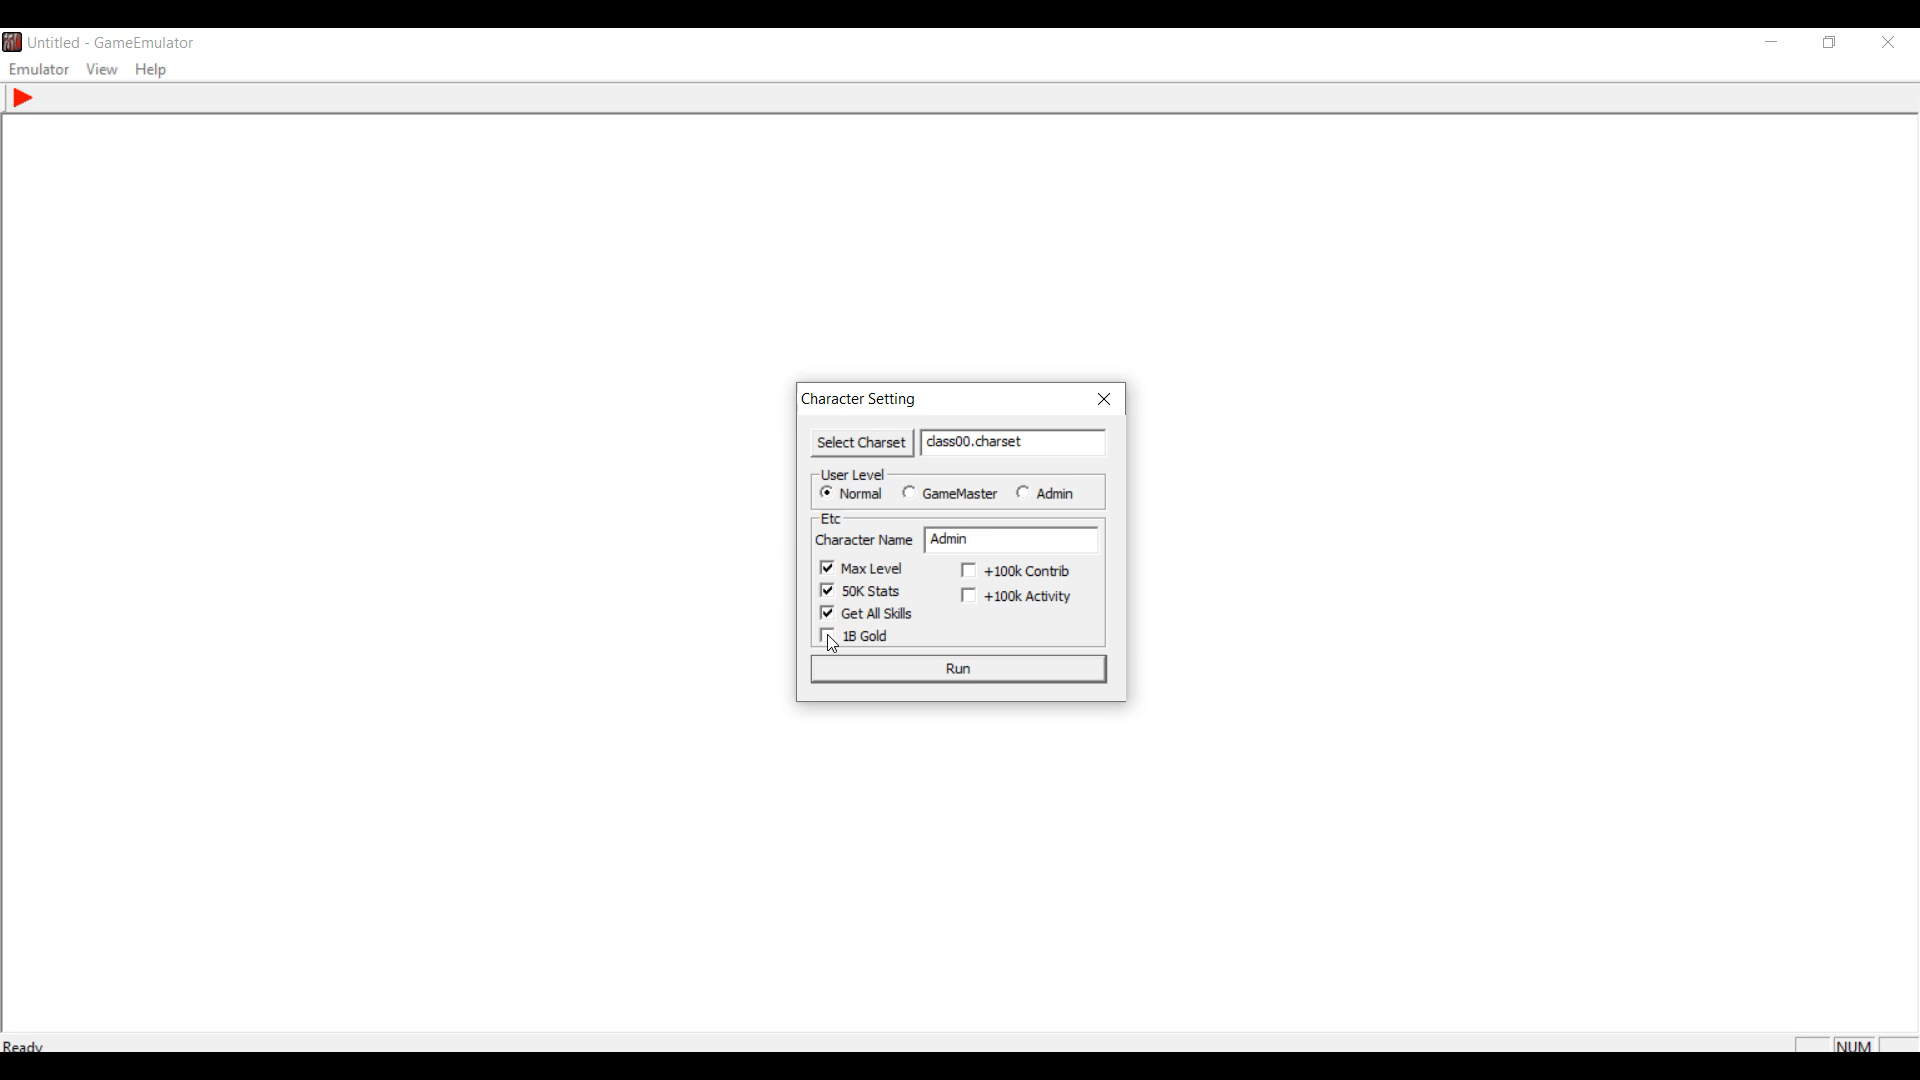 Untitled - GameEmulator
Emulator View Help
Character Setting
Select Charset class00.charset
User Level
Normal GameMaster Admin
Etc
Character Name Admin
Max Level +100k Contrib
50K Stats +100k Activity
Get All Skills
1B Gold
Run
Ready NUM